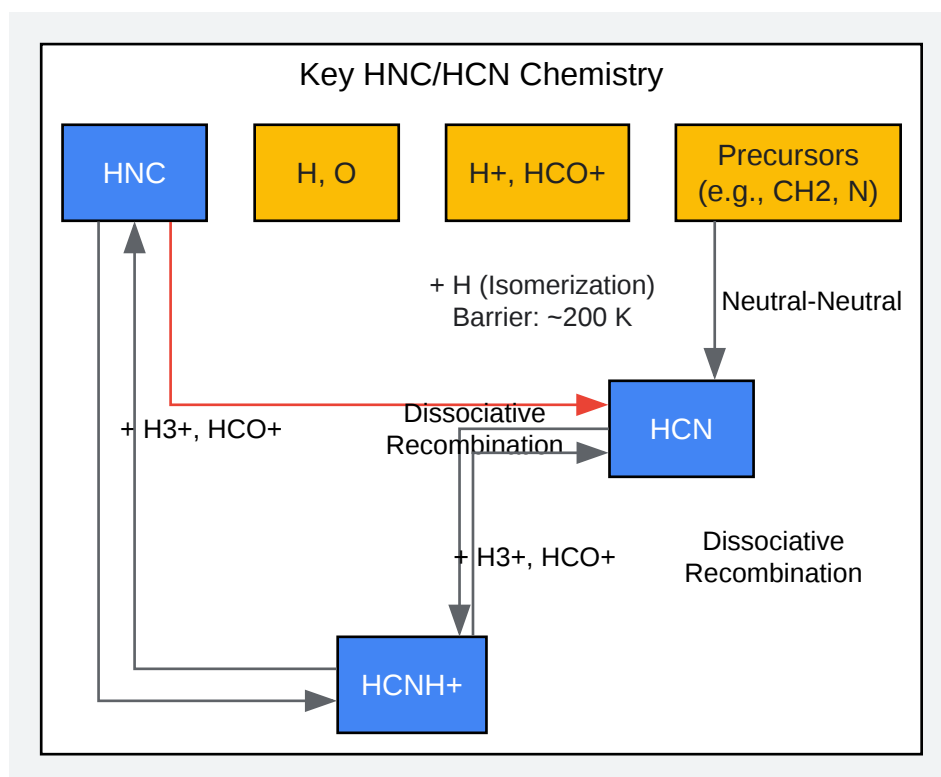 Key HNC/HCN Chemistry
HNC
H, O
H+, HCO+
Precursors
(e.g., CH2, N)
+ H (Isomerization)
Barrier: ~200 K
Neutral-Neutral
Dissociative
Recombination
+ H3+, HCO+
HCN
+ H3+, HCO+
Dissociative
Recombination
HCNH+